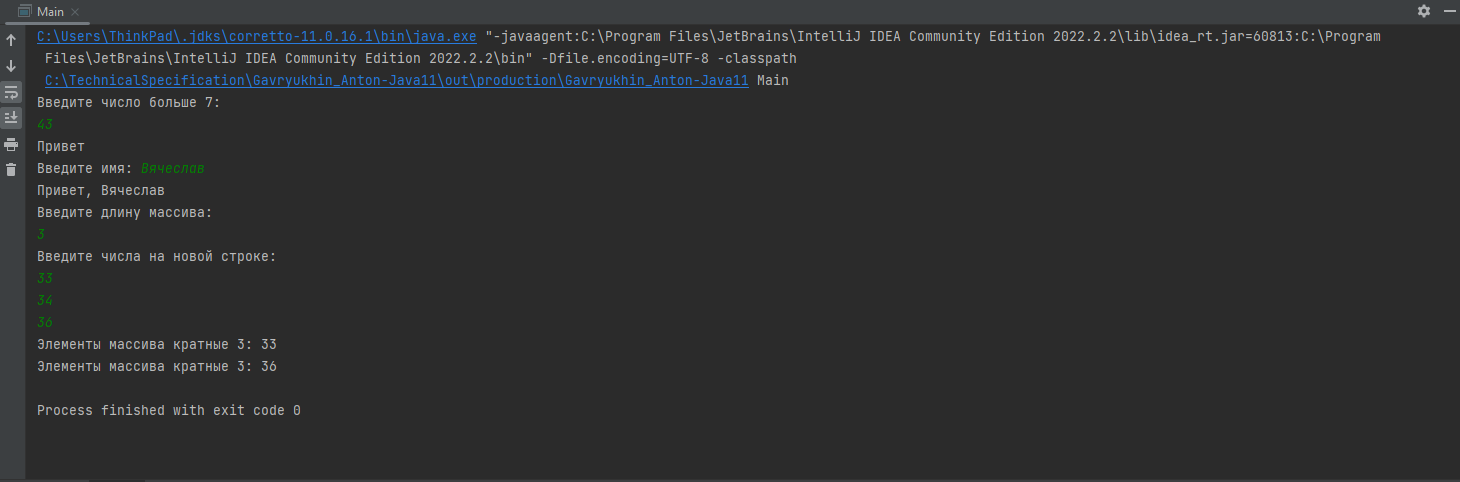 Main
C:\Users\ThinkPad\.jdks\corretto-11.0.16.1\bin\java.exe "-javaagent:C:\Program Files\JetBrains\IntelliJ IDEA Community Edition 2022.2.2\lib\idea_rt.jar=60813:C:\Program
Files\JetBrains\IntelliJ IDEA Community Edition 2022.2.2\bin" -Dfile.encoding=UTF-8 -classpath
C:\TechnicalSpecification\Gavryukhin_Anton-Java11\out\production\Gavryukhin_Anton-Java11 Main
Введите число больше 7:
43
Привет
Введите имя: Вячеслав
Привет, Вячеслав
Введите длину массива:
3
Введите числа на новой строке:
33
34
36
Элементы массива кратные 3: 33
Элементы массива кратные 3: 36
Process finished with exit code 0